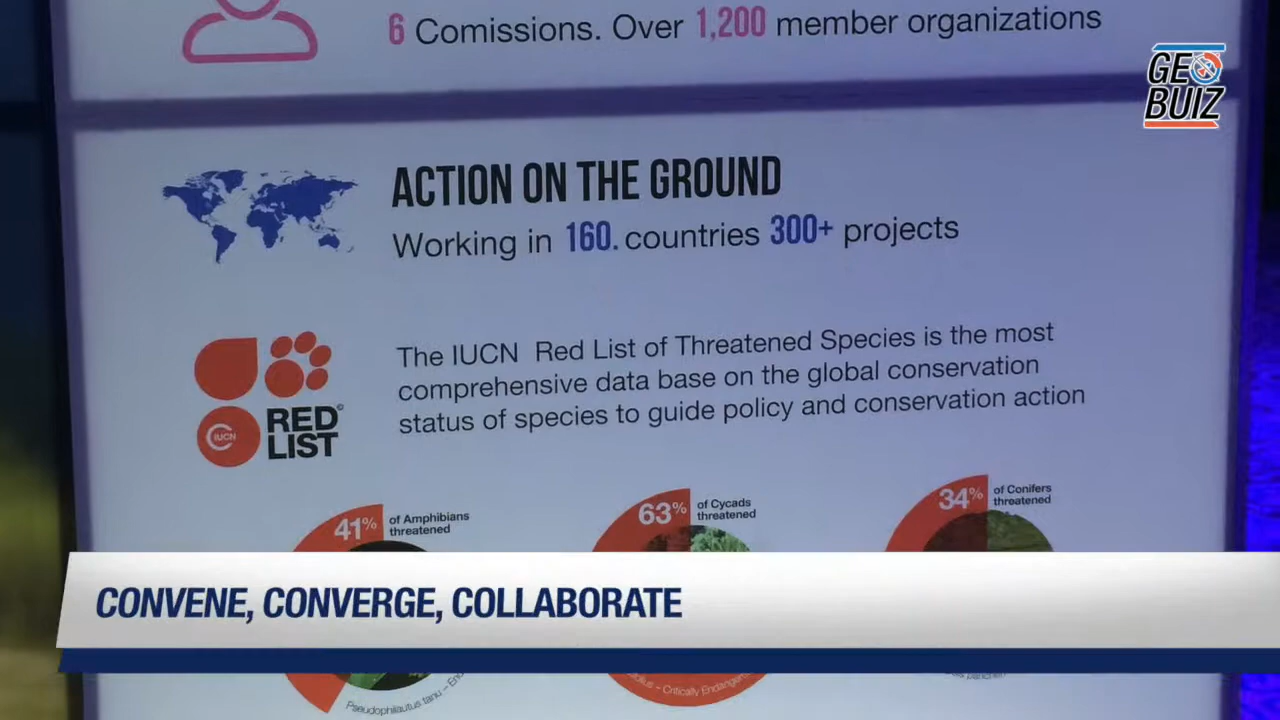 6 Comissions. Over 1,200 member organizations
GEO
BUIZ
ACTION ON THE GROUND
Working in 160. countries 300+ projects
The IUCN Red List of Threatened Species is the most
comprehensive data base on the global conservation
status of species to guide policy and conservation action
IUCN
RED
LIST
©
41% of Amphibians
threatened
63% of Cycads
threatened
34% of Conifers
threatened
CONVENE, CONVERGE, COLLABORATE
Pseudophilautus
– Critically